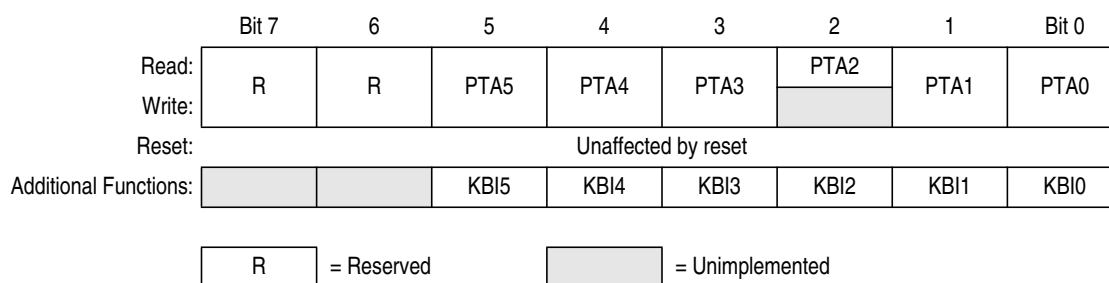 Bit 7 6 5 4 3 2 1 Bit 0
Read: R R PTA5 PTA4 PTA3 PTA2 PTA1 PTA0
Write:
Reset: Unaffected by reset
Additional Functions: KBI5 KBI4 KBI3 KBI2 KBI1 KBI0
R = Reserved = Unimplemented